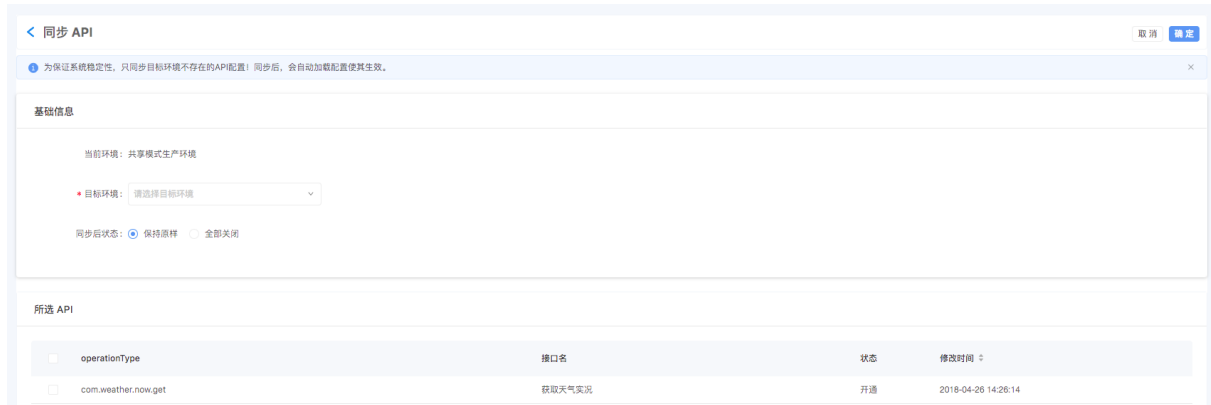 同步 API
取 消 确 定
为保证系统稳定性，只同步目标环境不存在的API配置！同步后，会自动加载配置使其生效。
基础信息
当前环境：共享模式生产环境
* 目标环境：请选择目标环境
同步后状态：保持原样 全部关闭
所选 API
operationType 接口名 状态 修改时间
com.weather.now.get 获取天气实况 开通 2018-04-26 14:26:14